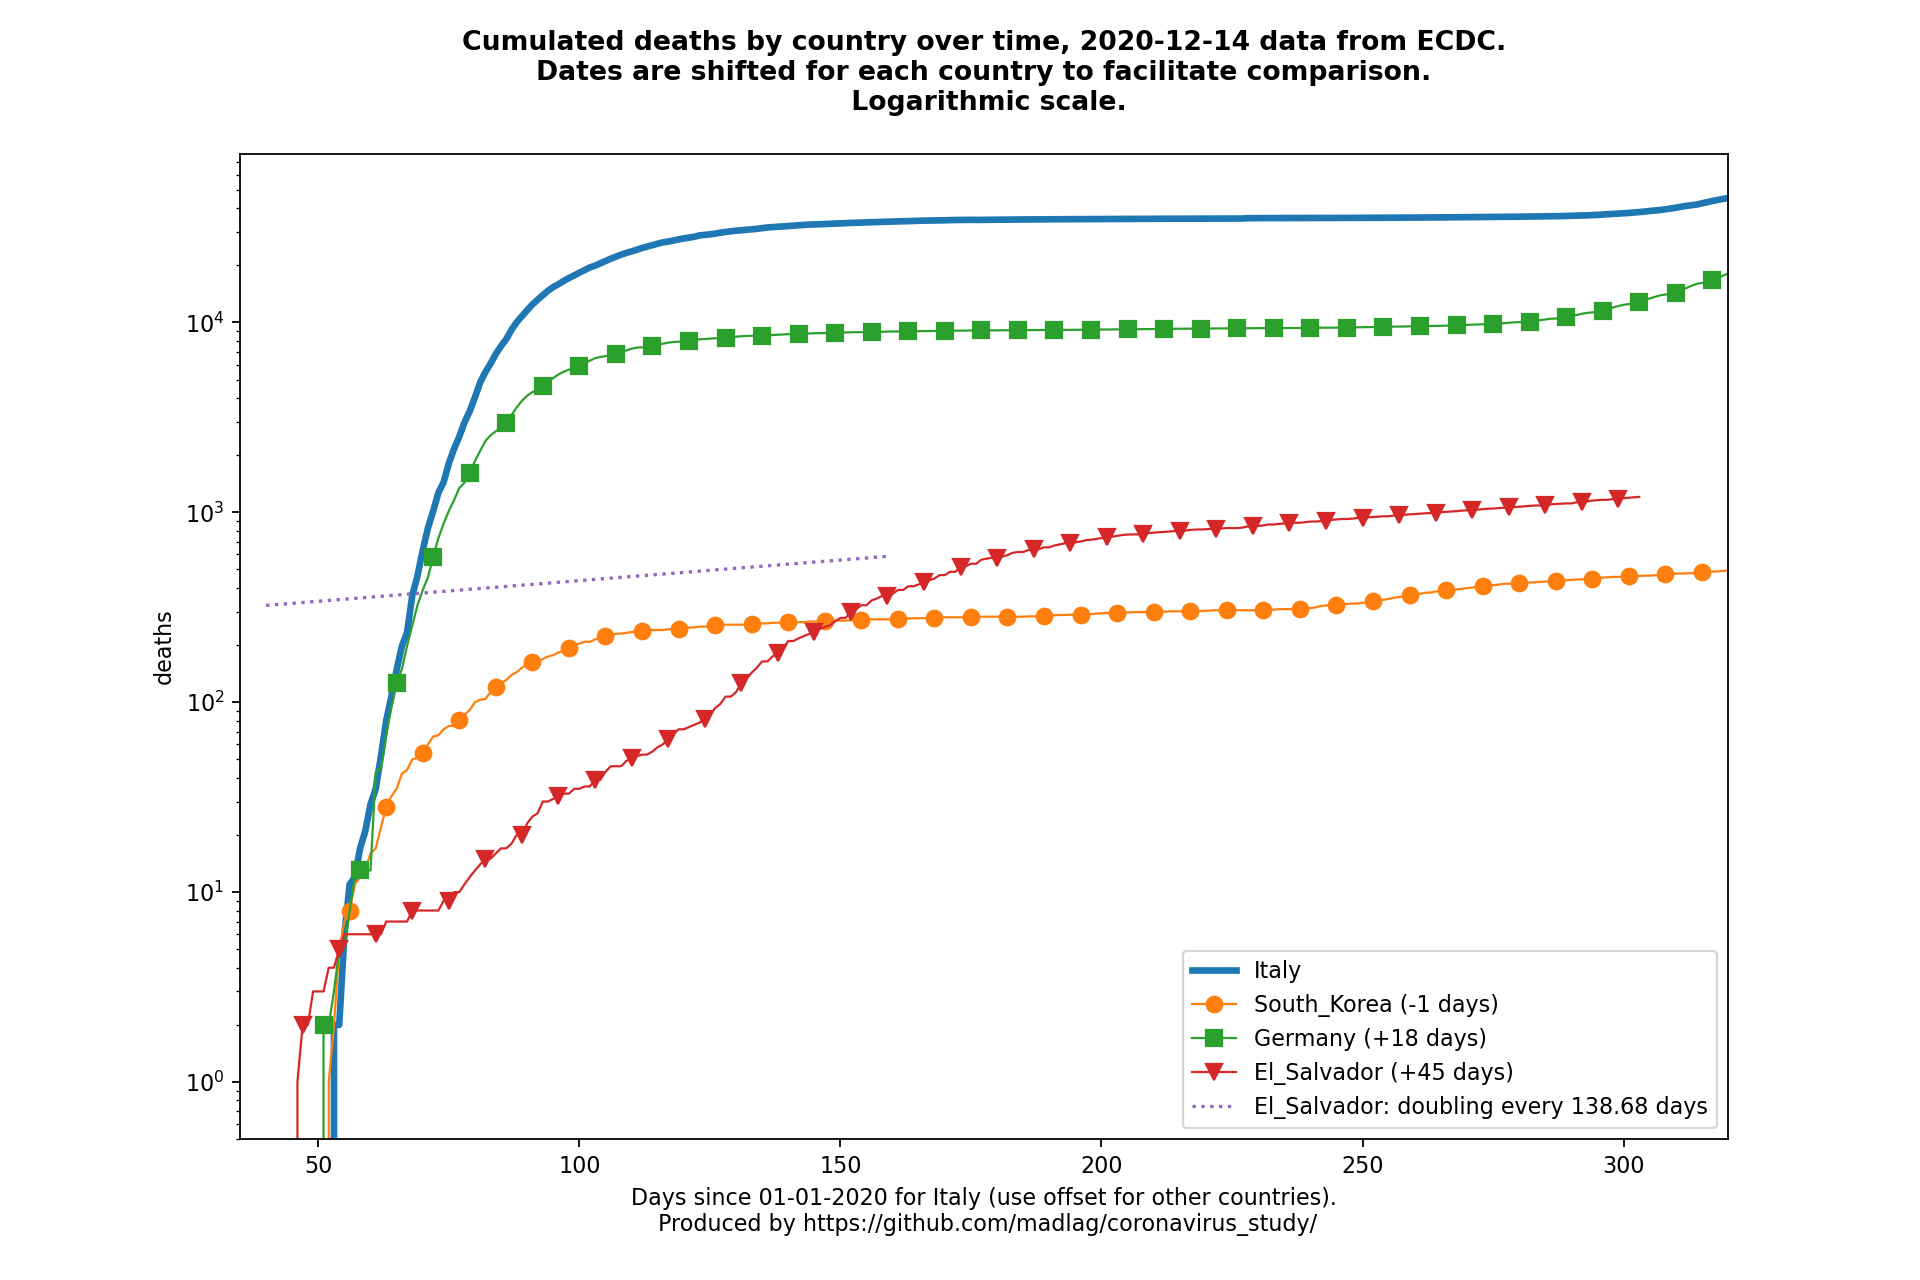 Cumulated deaths by country over time, 2020-12-14 data from ECDC.
Dates are shifted for each country to facilitate comparison.
Logarithmic scale.
deaths
10^4
10^3
10^2
10^1
10^0
50 100 150 200 250 300
Italy
South_Korea (-1 days)
Germany (+18 days)
El_Salvador (+45 days)
El_Salvador: doubling every 138.68 days
Days since 01-01-2020 for Italy (use offset for other countries).
Produced by https://github.com/madlag/coronavirus_study/